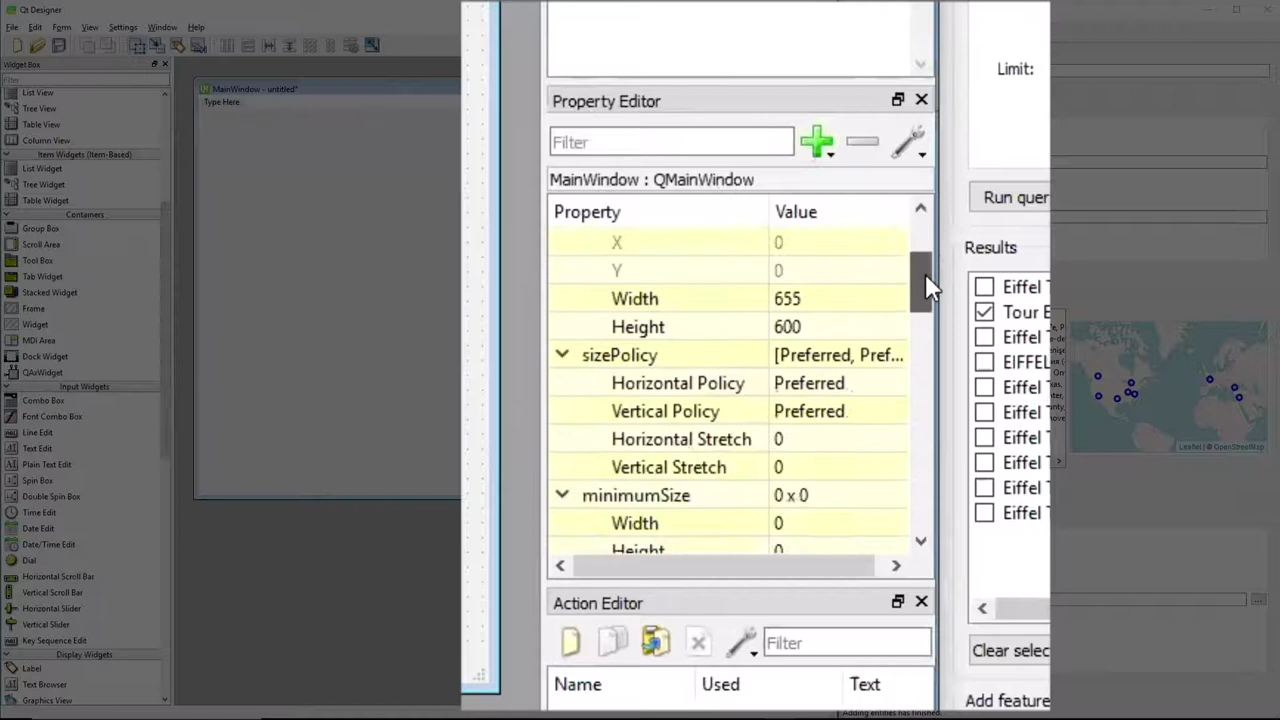 Qt Designer
File Edit Form View Settings Window Help
Widget Box
Filter
List View
Tree View
Table View
Column View
Item Widgets (Item-Based)
List Widget
Tree Widget
Table Widget
Containers
Group Box
Scroll Area
Tool Box
Tab Widget
Stacked Widget
Frame
Widget
MDI Area
Dock Widget
QAxWidget
Input Widgets
Combo Box
Font Combo Box
Line Edit
Text Edit
Plain Text Edit
Spin Box
Double Spin Box
Time Edit
Date Edit
Date/Time Edit
Dial
Horizontal Scroll Bar
Vertical Scroll Bar
Horizontal Slider
Vertical Slider
Key Sequence Edit
Display Widgets
Label
Text Browser
Graphics View
MainWindow - untitled*
Type Here
Property Editor
Filter
MainWindow : QMainWindow
Property Value
X 0
Y 0
Width 655
Height 600
sizePolicy [Preferred, Pref...
Horizontal Policy Preferred
Vertical Policy Preferred
Horizontal Stretch 0
Vertical Stretch 0
minimumSize 0 x 0
Width 0
Height 0
Action Editor
Filter
Name Used Text
Limit:
Run quer
Results
Eiffel T
Tour E
Eiffel T
EIFFEL
Eiffel T
Eiffel T
Eiffel T
Eiffel T
Eiffel T
Eiffel T
Clear selec
Add feature
Leaflet | © OpenStreetMap
Adding entities has finished.